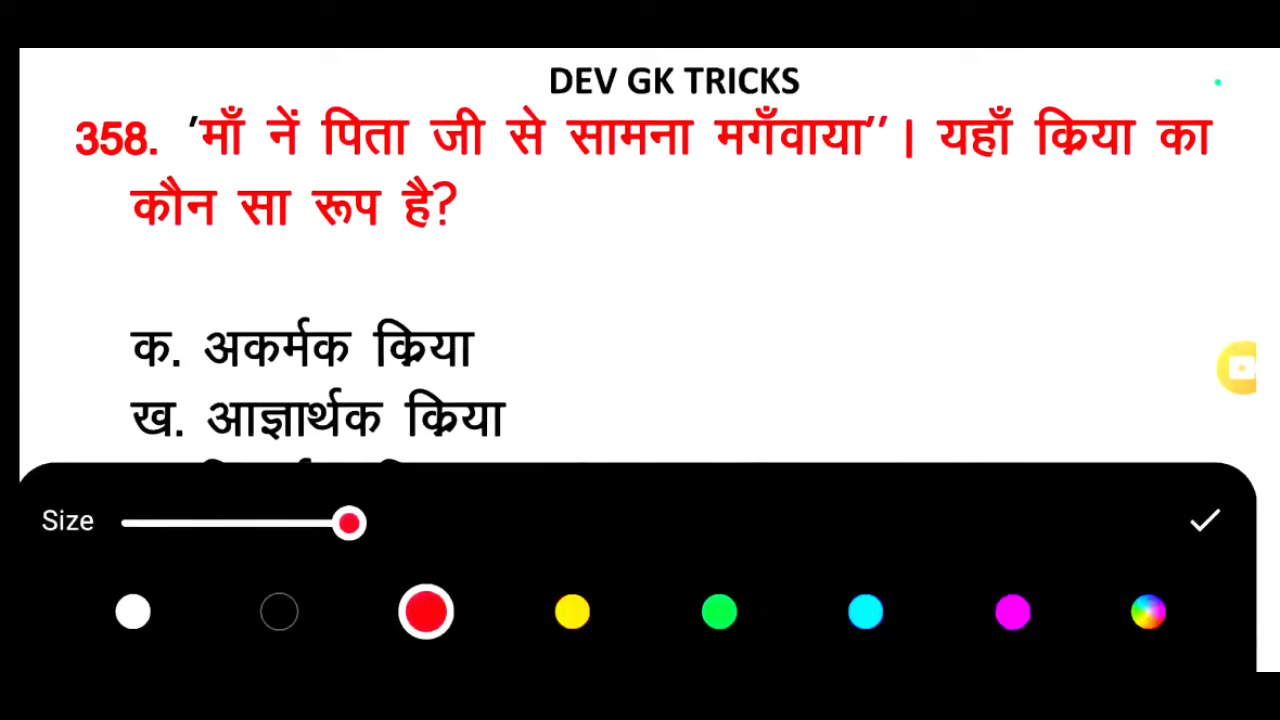 DEV GK TRICKS
358. 'माँ नें पिता जी से सामना मगँवाया''। यहाँ क्रिया का
कौन सा रूप है?
क. अकर्मक क्रिया
ख. आज्ञार्थक क्रिया
Size